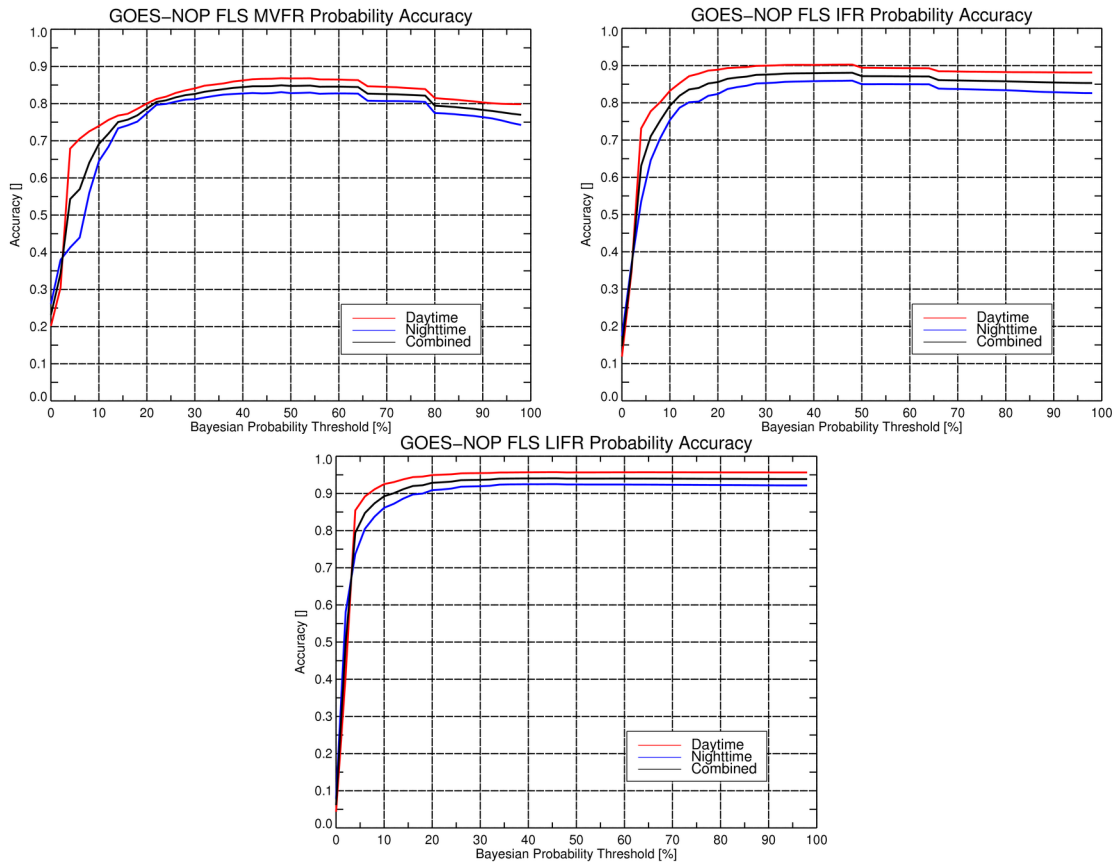 GOES-NOP FLS MVFR Probability Accuracy
1.0
0.9
0.8
0.7
0.6
0.5
0.4
0.3
0.2
0.1
0.0
Accuracy []
Daytime
Nighttime
Combined
0 10 20 30 40 50 60 70 80 90 100
Bayesian Probability Threshold [%]
GOES-NOP FLS IFR Probability Accuracy
1.0
0.9
0.8
0.7
0.6
0.5
0.4
0.3
0.2
0.1
0.0
Accuracy []
Daytime
Nighttime
Combined
0 10 20 30 40 50 60 70 80 90 100
Bayesian Probability Threshold [%]
GOES-NOP FLS LIFR Probability Accuracy
1.0
0.9
0.8
0.7
0.6
0.5
0.4
0.3
0.2
0.1
0.0
Accuracy []
Daytime
Nighttime
Combined
0 10 20 30 40 50 60 70 80 90 100
Bayesian Probability Threshold [%]